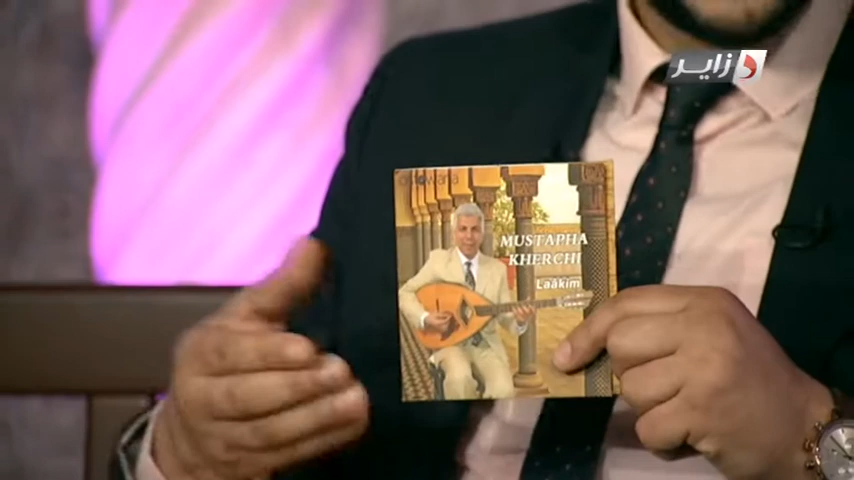 زاير
MUSTAPHA
KHERCHI
Laâkim